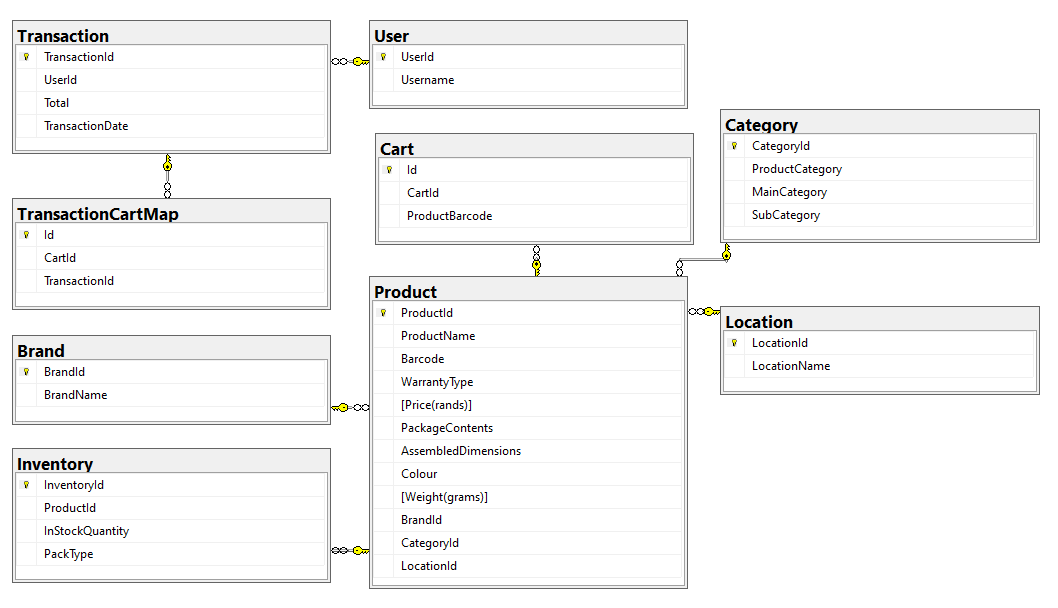 Transaction
TransactionId
UserId
Total
TransactionDate
User
UserId
Username
Cart
Id
CartId
ProductBarcode
Category
CategoryId
ProductCategory
MainCategory
SubCategory
TransactionCartMap
Id
CartId
TransactionId
Product
ProductId
ProductName
Barcode
WarrantyType
[Price(rands)]
PackageContents
AssembledDimensions
Colour
[Weight(grams)]
BrandId
CategoryId
LocationId
Location
LocationId
LocationName
Brand
BrandId
BrandName
Inventory
InventoryId
ProductId
InStockQuantity
PackType